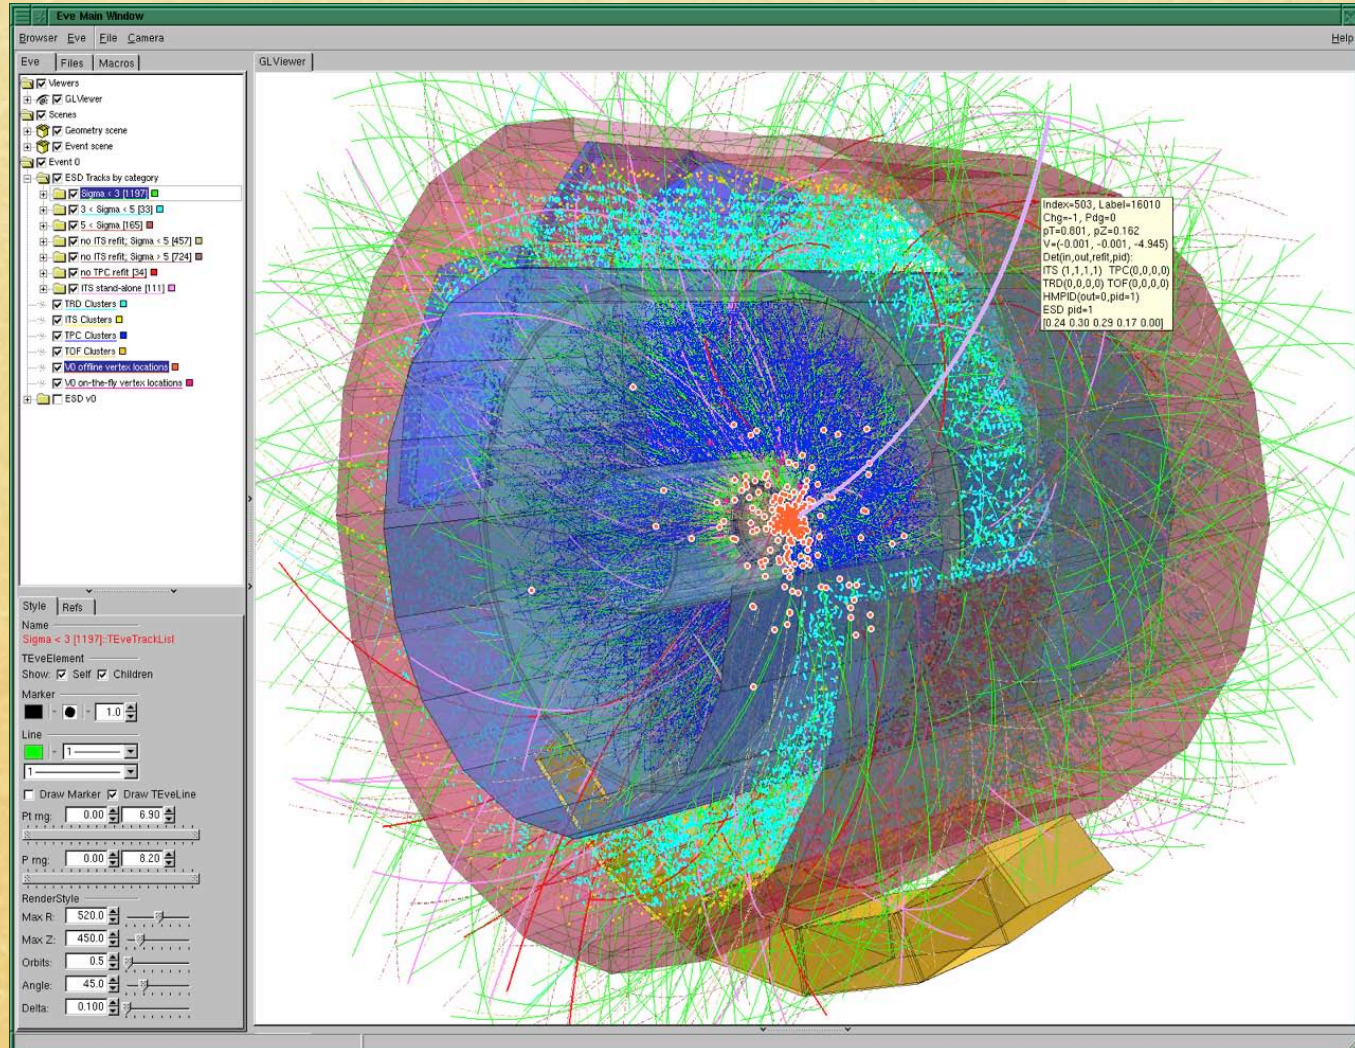 Eve Main Window
Browser Eve File Camera Help
Eve Files Macros
GLViewer
Viewers
GLViewer
Scenes
Geometry scene
Event scene
Event 0
ESD Tracks by category
Sigma < 3 [1197]
3 < Sigma < 5 [33]
5 < Sigma [165]
no ITS refit; Sigma < 5 [457]
no ITS refit; Sigma > 5 [724]
no TPC refit [34]
ITS stand-alone [111]
TRD Clusters
ITS Clusters
TPC Clusters
TOF Clusters
V0 offline vertex locations
V0 on-the-fly vertex locations
ESD v0
Index=503, Label=16010
Chg=-1, Pdg=0
pT=0.801, pZ=0.162
V=(-0.001, -0.001, -4.945)
Det(in,out,refit,pid):
ITS (1,1,1,1) TPC(0,0,0,0)
TRD(0,0,0,0) TOF(0,0,0,0)
HMPID(out=0,pid=1)
ESD pid=1
[0.24 0.30 0.29 0.17 0.00]
Style Refs
Name
Sigma < 3 [1197]::TEveTrackList
TEveElement
Show: Self Children
Marker
1.0
Line
1
1
Draw Marker Draw TEveLine
Pt rng: 0.00 6.90
P rng: 0.00 8.20
RenderStyle
Max R: 520.0
Max Z: 450.0
Orbits: 0.5
Angle: 45.0
Delta: 0.100